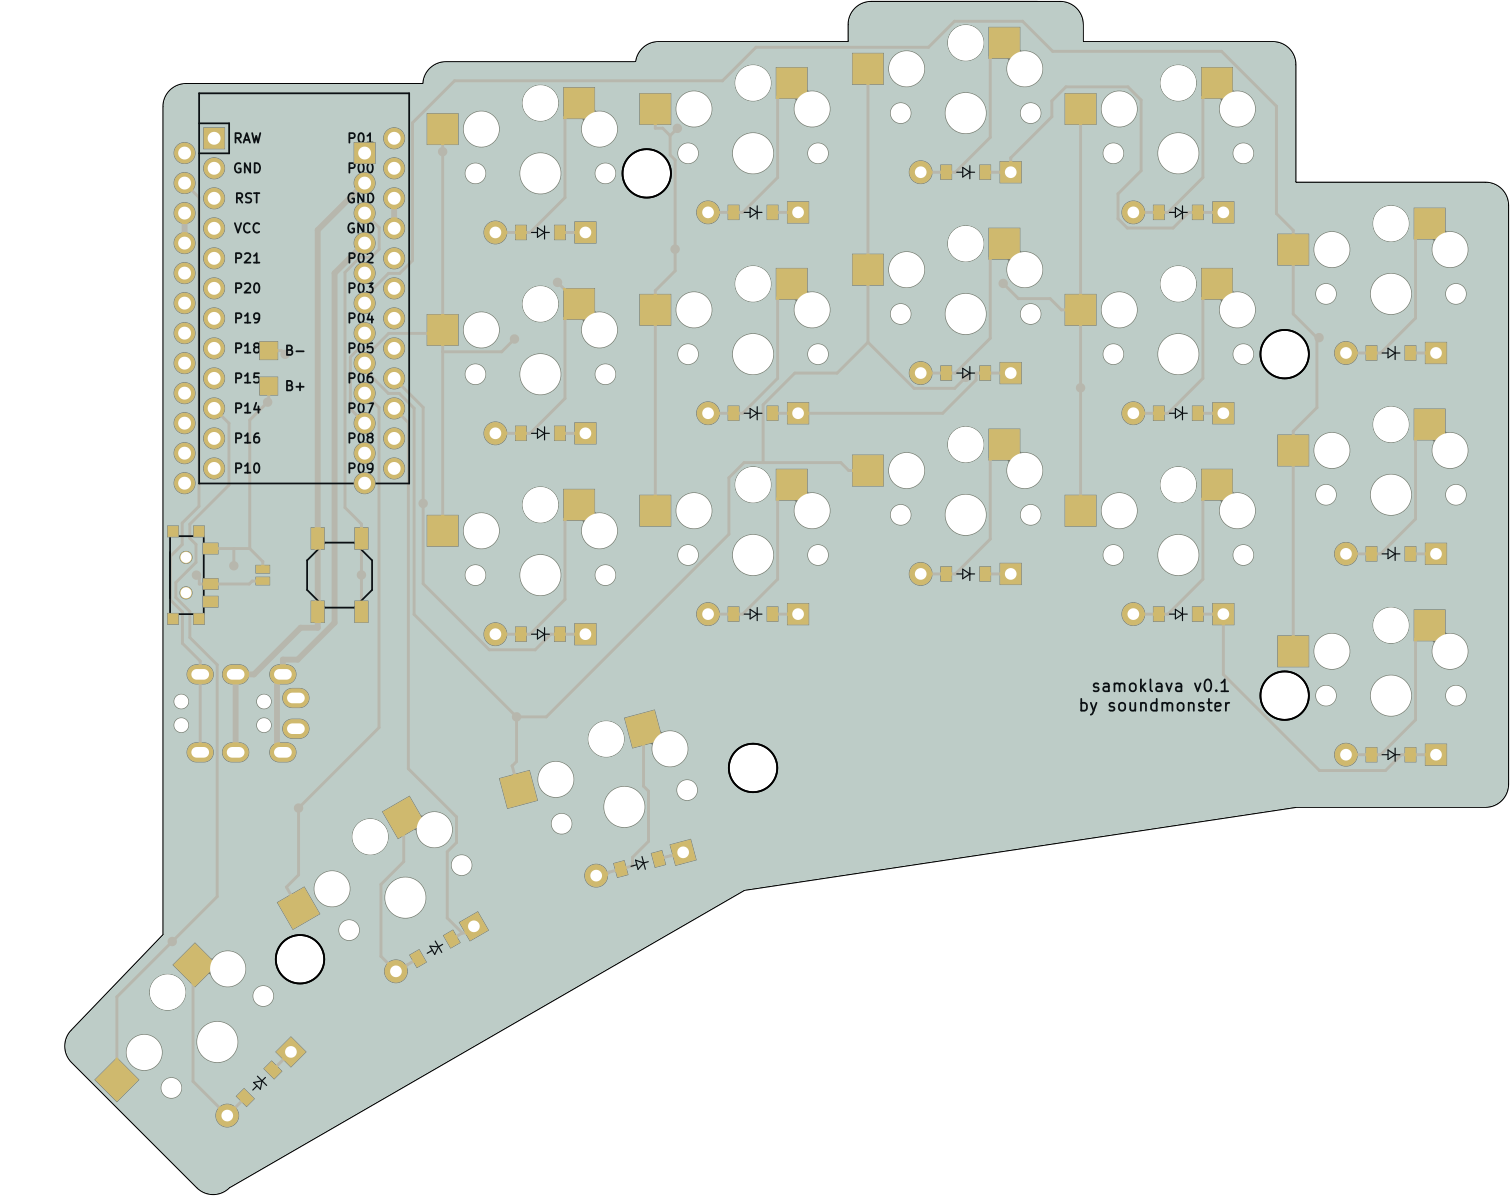 RAW P01
GND P00
RST GND
VCC GND
P21 P02
P20 P03
P19 P04
P18 B- P05
P15 B+ P06
P14 P07
P16 P08
P10 P09
samoklava v0.1
by soundmonster